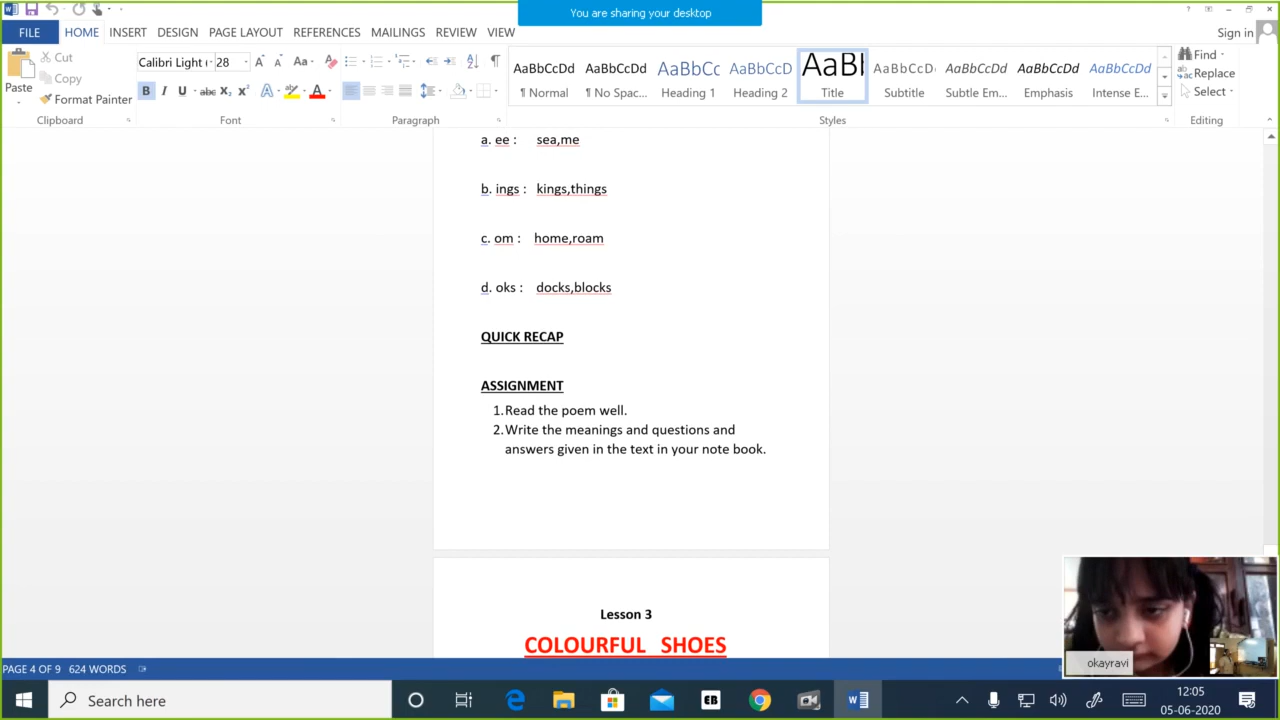 You are sharing your desktop
FILE HOME INSERT DESIGN PAGE LAYOUT REFERENCES MAILINGS REVIEW VIEW Sign in
Cut
Copy
Format Painter
Paste
Calibri Light ( 28
AaBbCcDd AaBbCcDd AaBbCc AaBbCcD AaBl AaBbCcD AaBbCcDd AaBbCcDd AaBbCcDd
¶ Normal ¶ No Spac... Heading 1 Heading 2 Title Subtitle Subtle Em... Emphasis Intense E...
Find
Replace
Select
Clipboard Font Paragraph Styles Editing
a. ee : sea,me
b. ings : kings,things
c. om : home,roam
d. oks : docks,blocks
QUICK RECAP
ASSIGNMENT
1. Read the poem well.
2. Write the meanings and questions and
answers given in the text in your note book.
Lesson 3
COLOURFUL SHOES
okayravi
PAGE 4 OF 9 624 WORDS
Search here
12:05
05-06-2020